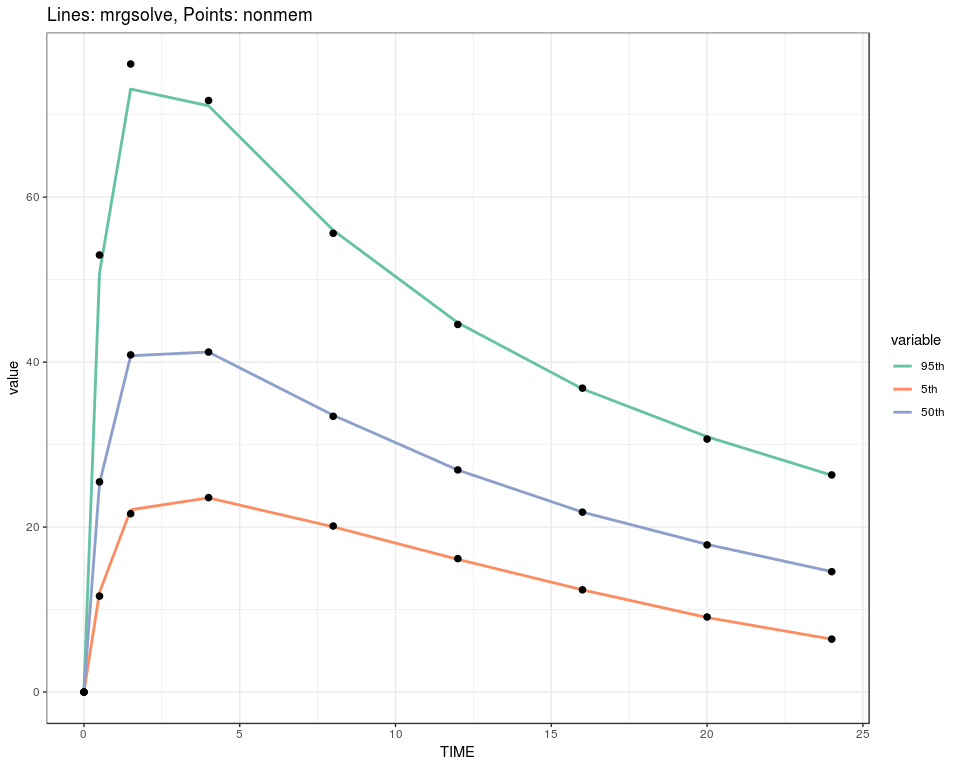 Lines: mrgsolve, Points: nonmem
60
40
20
0
value
0 5 10 15 20 25
TIME
variable
95th
5th
50th